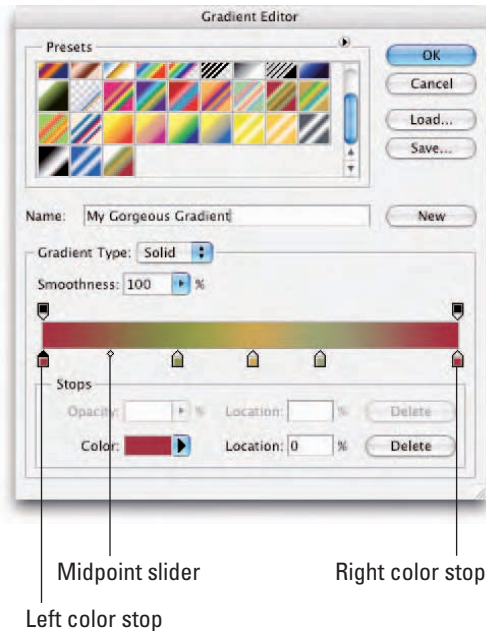 Gradient Editor
Presets
OK
Cancel
Load...
Save...
Name: My Gorgeous Gradient
New
Gradient Type: Solid
Smoothness: 100 %
Stops
Opacity: % Location: % Delete
Color: Location: 0 % Delete
Midpoint slider
Right color stop
Left color stop